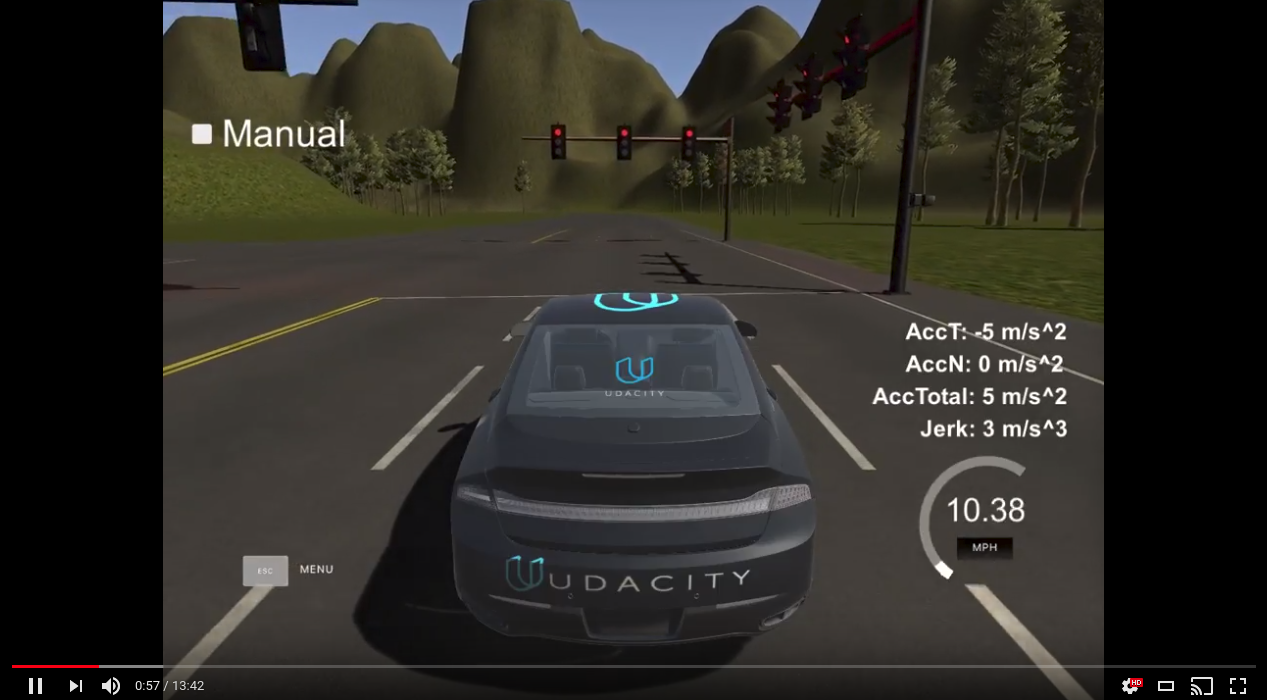 Manual
AccT: -5 m/s^2
AccN: 0 m/s^2
AccTotal: 5 m/s^2
Jerk: 3 m/s^3
UDACITY
10.38
MPH
ESC MENU
UDACITY
0:57 / 13:42
HD